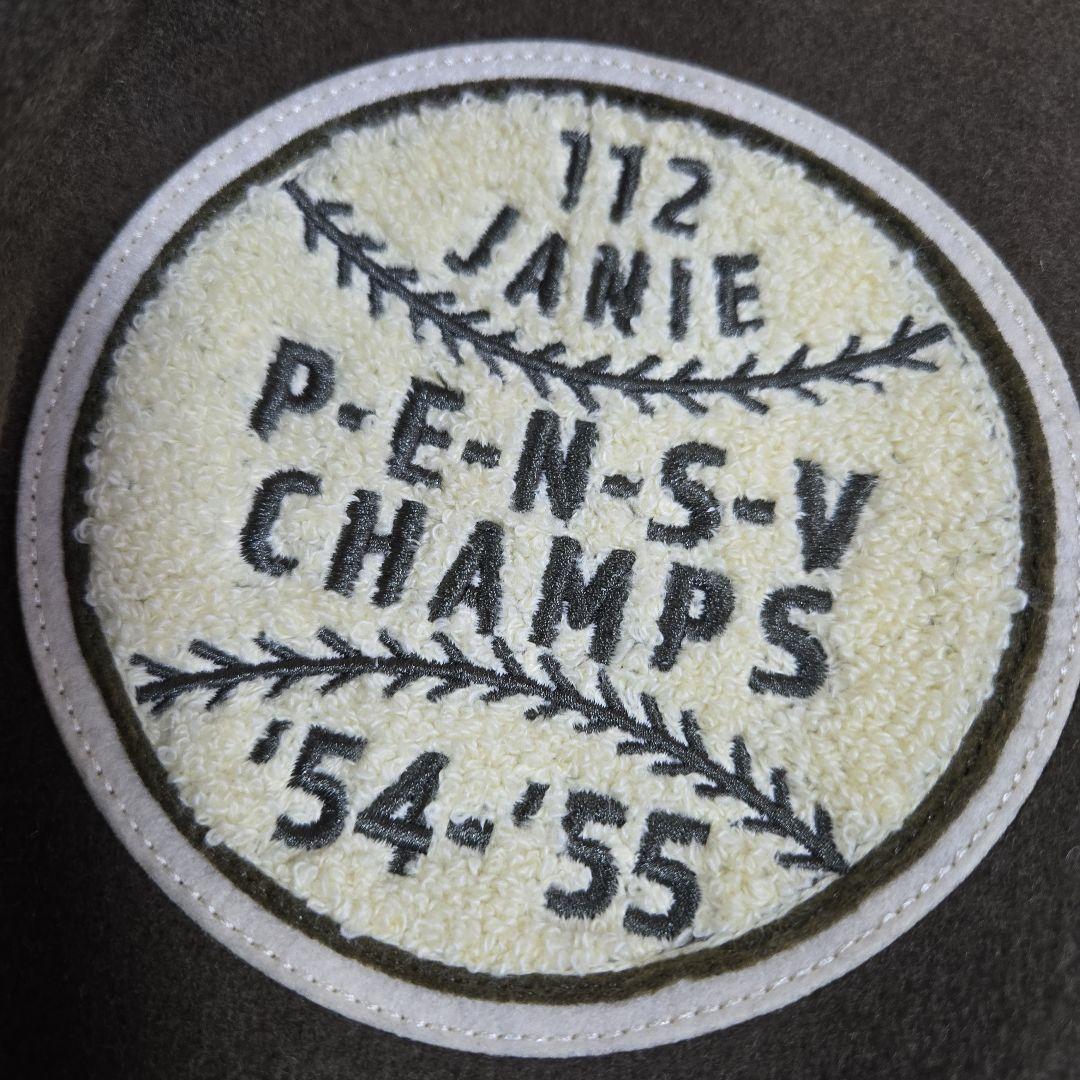 112
JANIE
P-E-N-S-V
CHAMPS
'54-'55